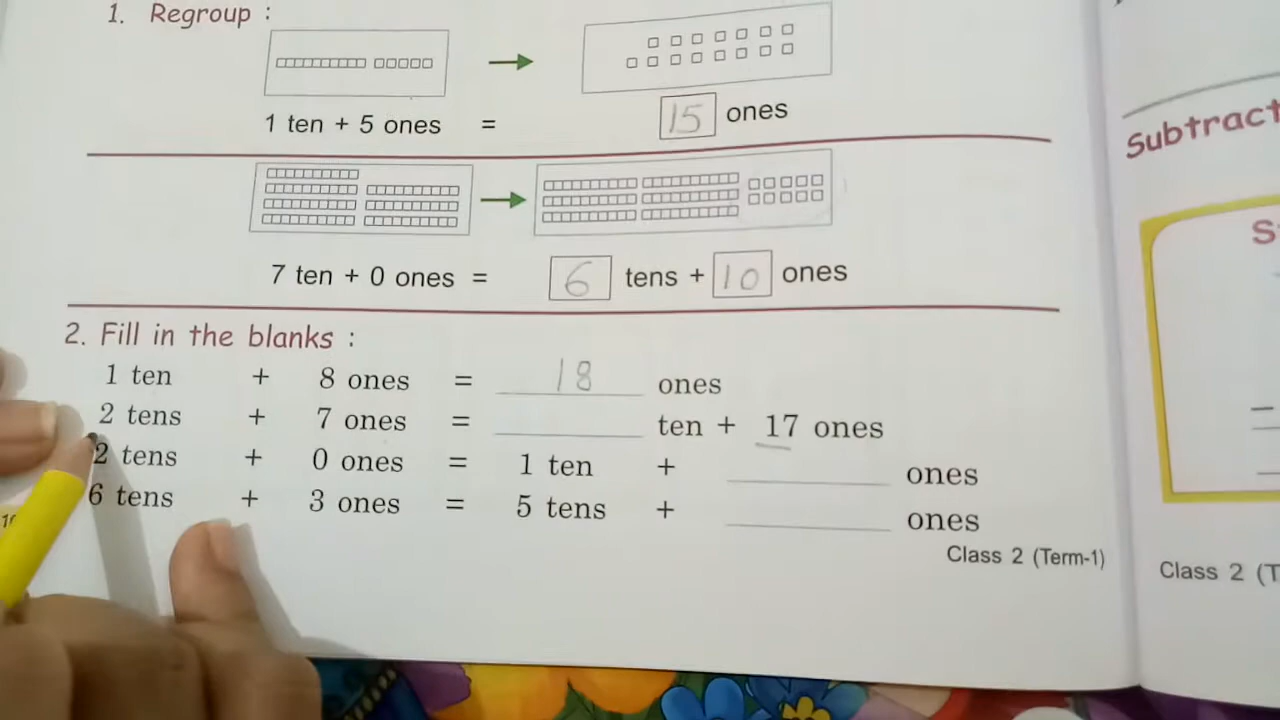 1. Regroup :
1 ten + 5 ones = 15 ones
7 ten + 0 ones = 6 tens + 10 ones
2. Fill in the blanks :
1 ten + 8 ones = 18 ones
2 tens + 7 ones = ten + 17 ones
2 tens + 0 ones = 1 ten + ones
6 tens + 3 ones = 5 tens + ones
Class 2 (Term-1)
Subtract
S
Class 2 (T